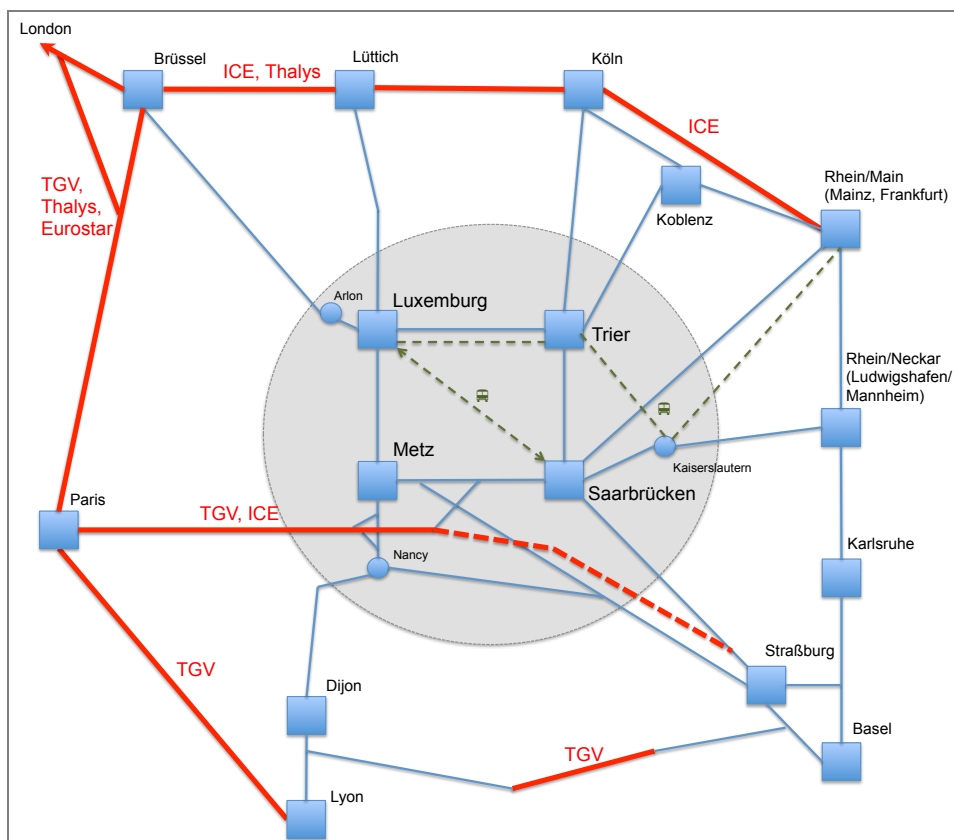 London
Brüssel
Lüttich
Köln
ICE, Thalys
ICE
TGV,
Thalys,
Eurostar
Rhein/Main
(Mainz, Frankfurt)
Koblenz
Arlon
Luxemburg
Trier
Rhein/Neckar
(Ludwigshafen/
Mannheim)
Metz
Kaiserslautern
Saarbrücken
Paris
TGV, ICE
Nancy
Karlsruhe
Straßburg
TGV
Dijon
Basel
TGV
Lyon